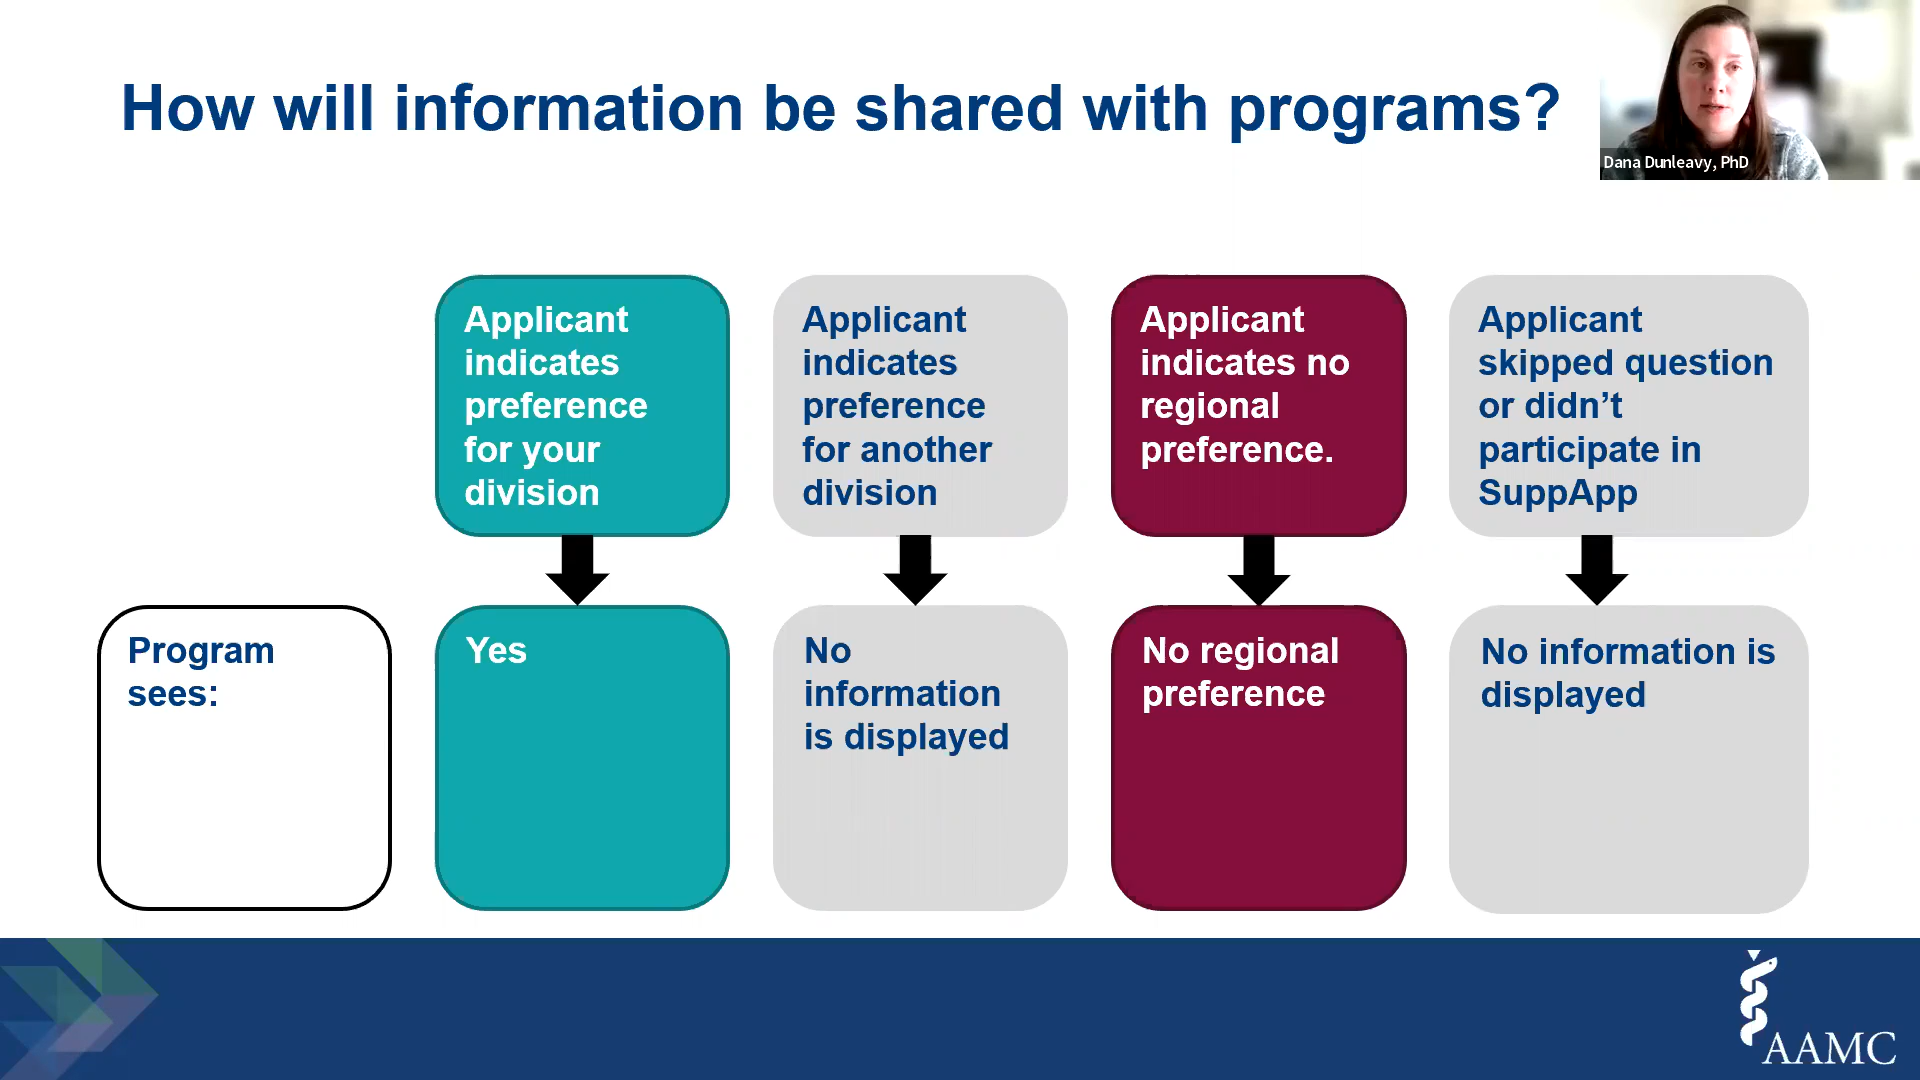 How will information be shared with programs?
Dana Dunleavy, PhD
Applicant
indicates
preference
for your
division
Applicant
indicates
preference
for another
division
Applicant
indicates no
regional
preference.
Applicant
skipped question
or didn’t
participate in
SuppApp
Program
sees:
Yes
No
information
is displayed
No regional
preference
No information is
displayed
AAMC